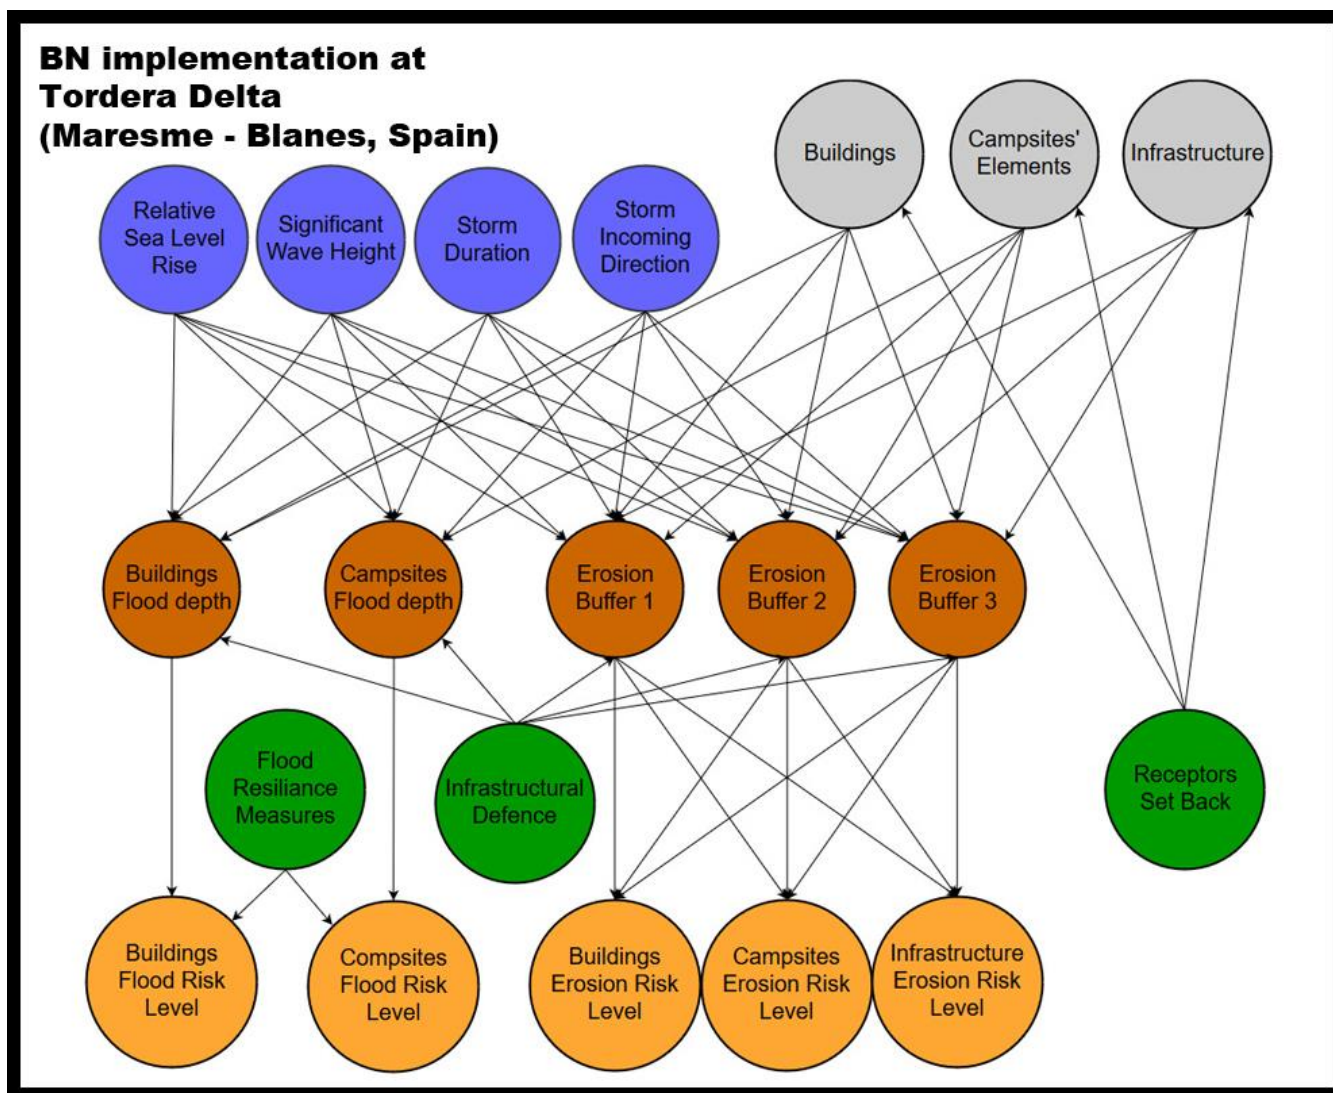 BN implementation at
Tordera Delta
(Maresme - Blanes, Spain)
Buildings
Campsites'
Elements
Infrastructure
Relative
Sea Level
Rise
Significant
Wave Height
Storm
Duration
Storm
Incoming
Direction
Buildings
Flood depth
Campsites
Flood depth
Erosion
Buffer 1
Erosion
Buffer 2
Erosion
Buffer 3
Flood
Resiliance
Measures
Infrastructural
Defence
Receptors
Set Back
Buildings
Flood Risk
Level
Compsites
Flood Risk
Level
Buildings
Erosion Risk
Level
Campsites
Erosion Risk
Level
Infrastructure
Erosion Risk
Level